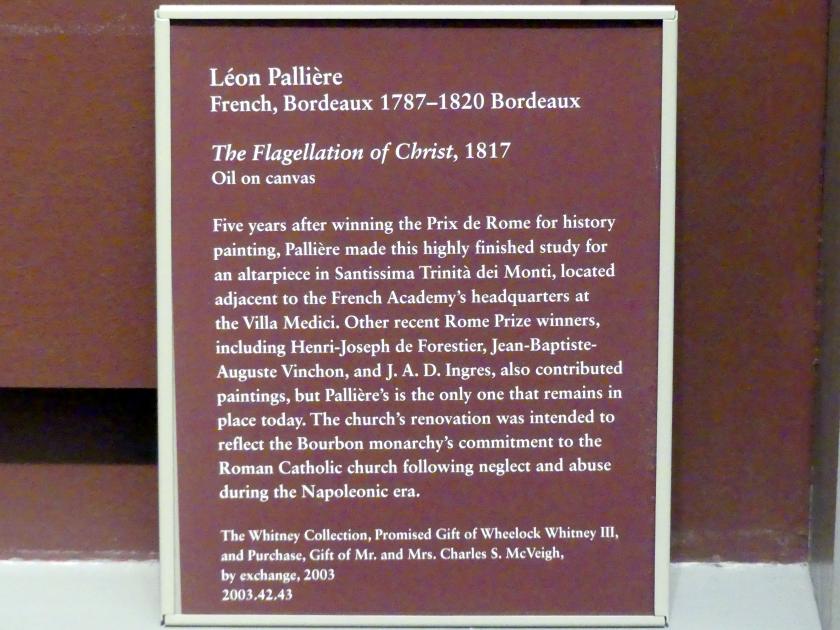 Léon Pallière
French, Bordeaux 1787–1820 Bordeaux
The Flagellation of Christ, 1817
Oil on canvas
Five years after winning the Prix de Rome for history
painting, Pallière made this highly finished study for
an altarpiece in Santissima Trinità dei Monti, located
adjacent to the French Academy's headquarters at
the Villa Medici. Other recent Rome Prize winners,
including Henri-Joseph de Forestier, Jean-Baptiste-
Auguste Vinchon, and J. A. D. Ingres, also contributed
paintings, but Pallière's is the only one that remains in
place today. The church's renovation was intended to
reflect the Bourbon monarchy's commitment to the
Roman Catholic church following neglect and abuse
during the Napoleonic era.
The Whitney Collection, Promised Gift of Wheelock Whitney III,
and Purchase, Gift of Mr. and Mrs. Charles S. McVeigh,
by exchange, 2003
2003.42.43